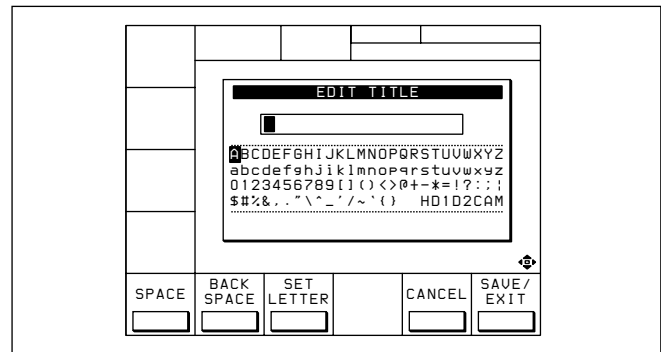 EDIT TITLE
ABCDEFGHIJKLMNOPQRSTUVWXYZ
abcdefghijklmnopqrstuvwxyz
0123456789[]()<>@+-*=!?:;¦
$#%&,."\^_'/~`{} HD1D2CAM
SPACE
BACK SPACE
SET LETTER
CANCEL
SAVE/EXIT